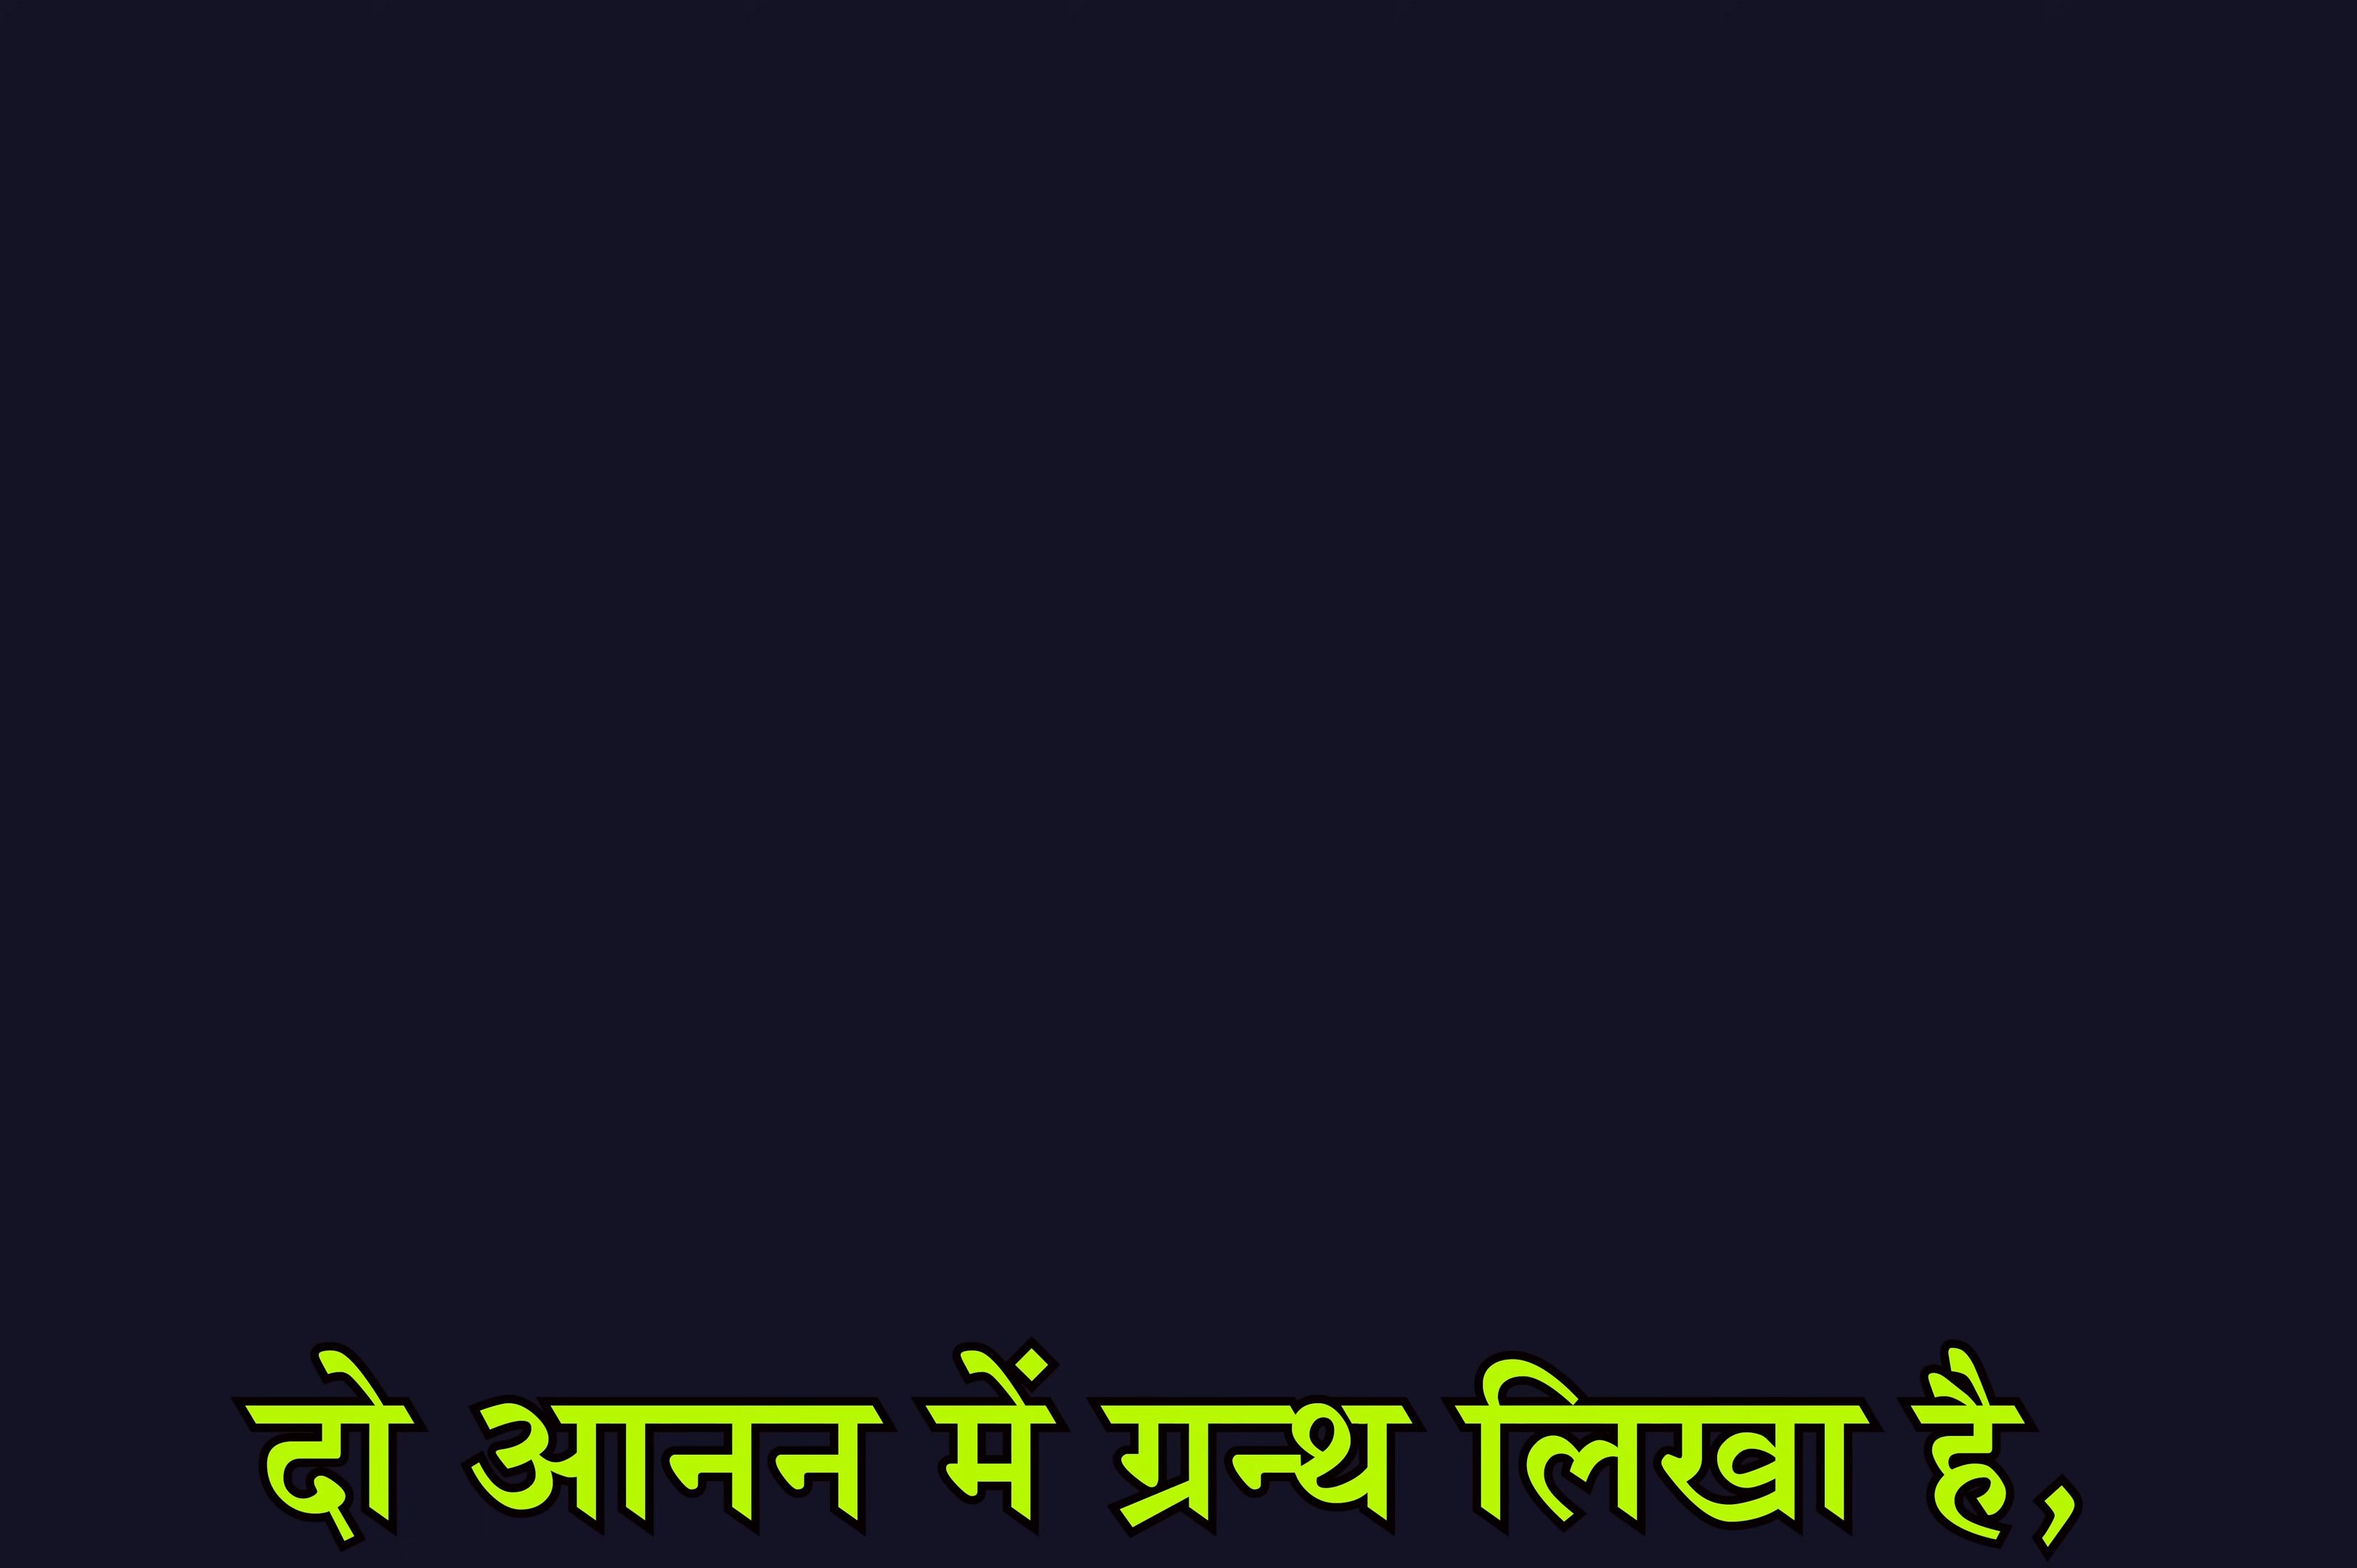 दो आनन में ग्रन्थ लिखा है,